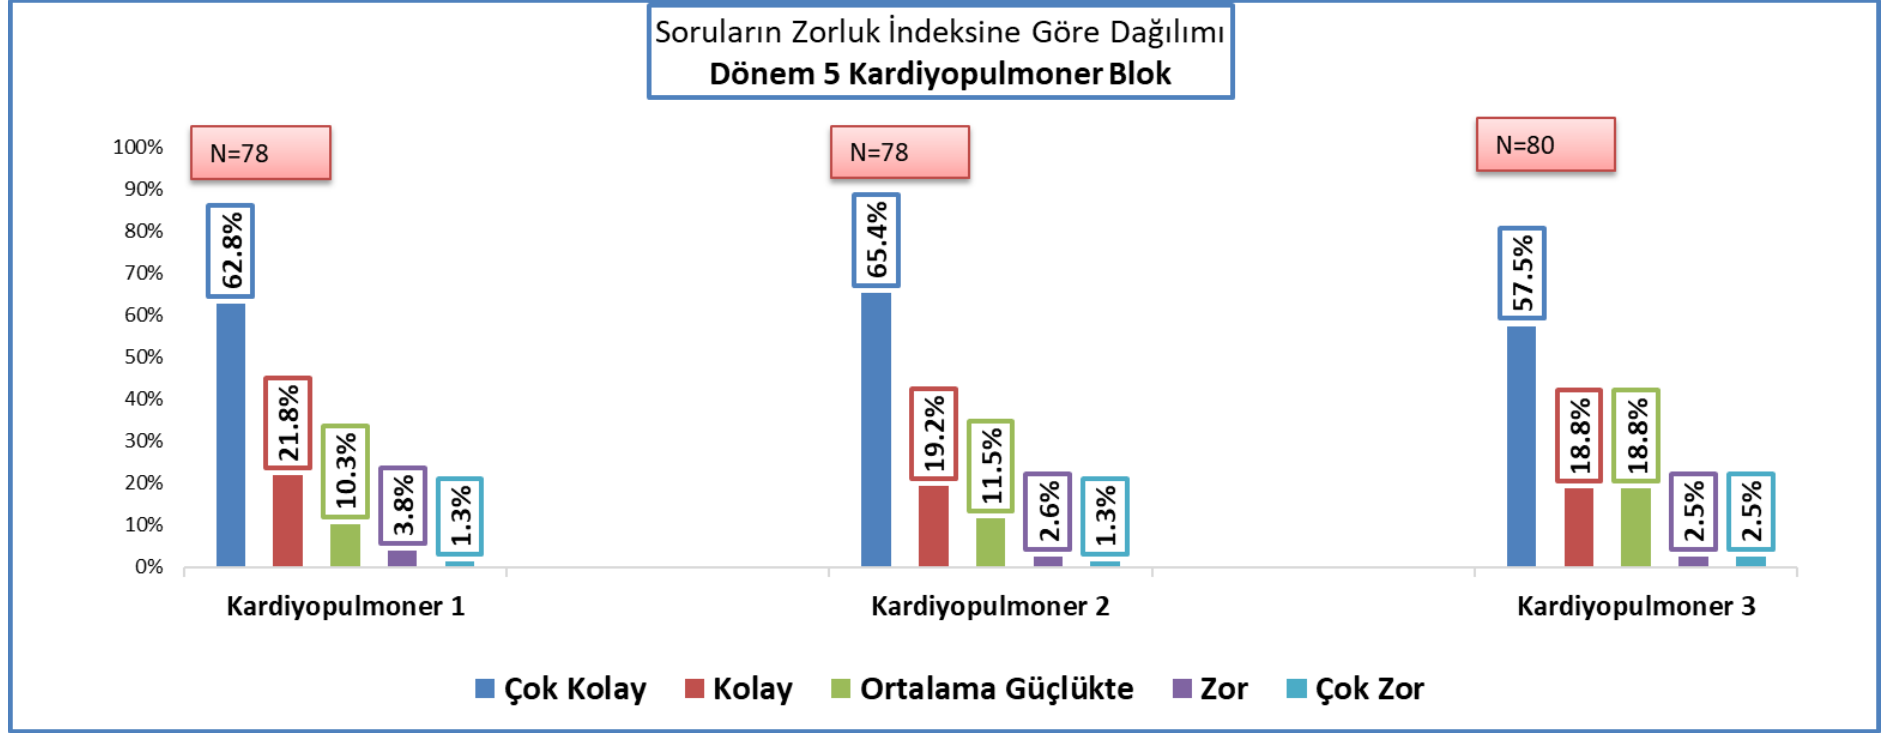 Soruların Zorluk İndeksine Göre Dağılımı
Dönem 5 Kardiyopulmoner Blok
N=78
N=78
N=80
100%
90%
80%
70%
60%
50%
40%
30%
20%
10%
0%
62.8%
21.8%
10.3%
3.8%
1.3%
65.4%
19.2%
11.5%
2.6%
1.3%
57.5%
18.8%
18.8%
2.5%
2.5%
Kardiyopulmoner 1
Kardiyopulmoner 2
Kardiyopulmoner 3
Çok Kolay
Kolay
Ortalama Güçlükte
Zor
Çok Zor